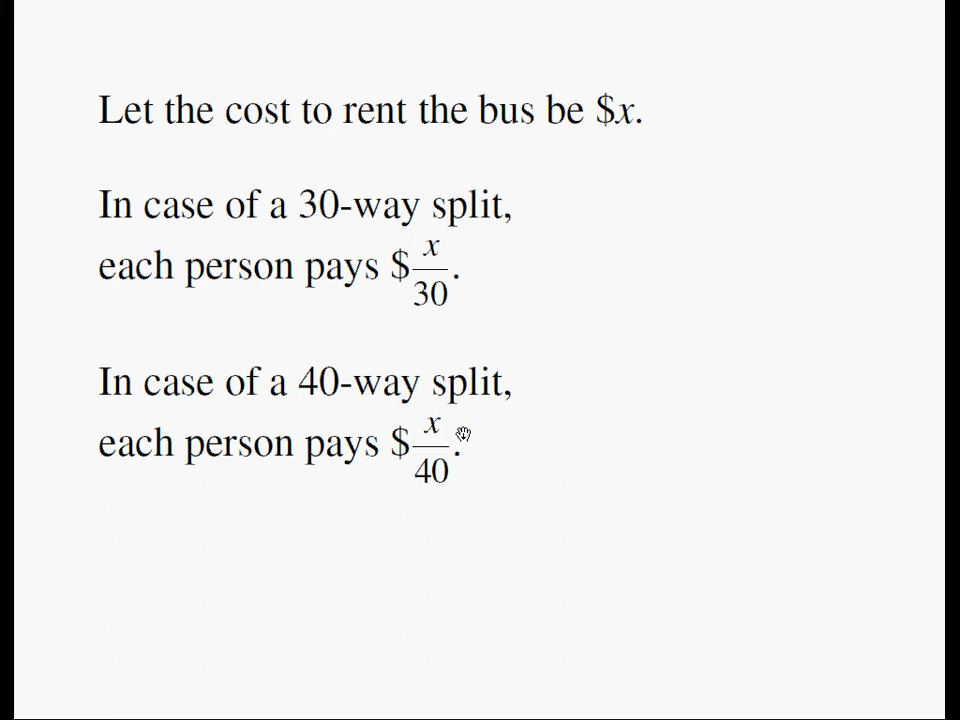 Let the cost to rent the bus be $x.
In case of a 30-way split,
each person pays $x/30.
In case of a 40-way split,
each person pays $x/40.